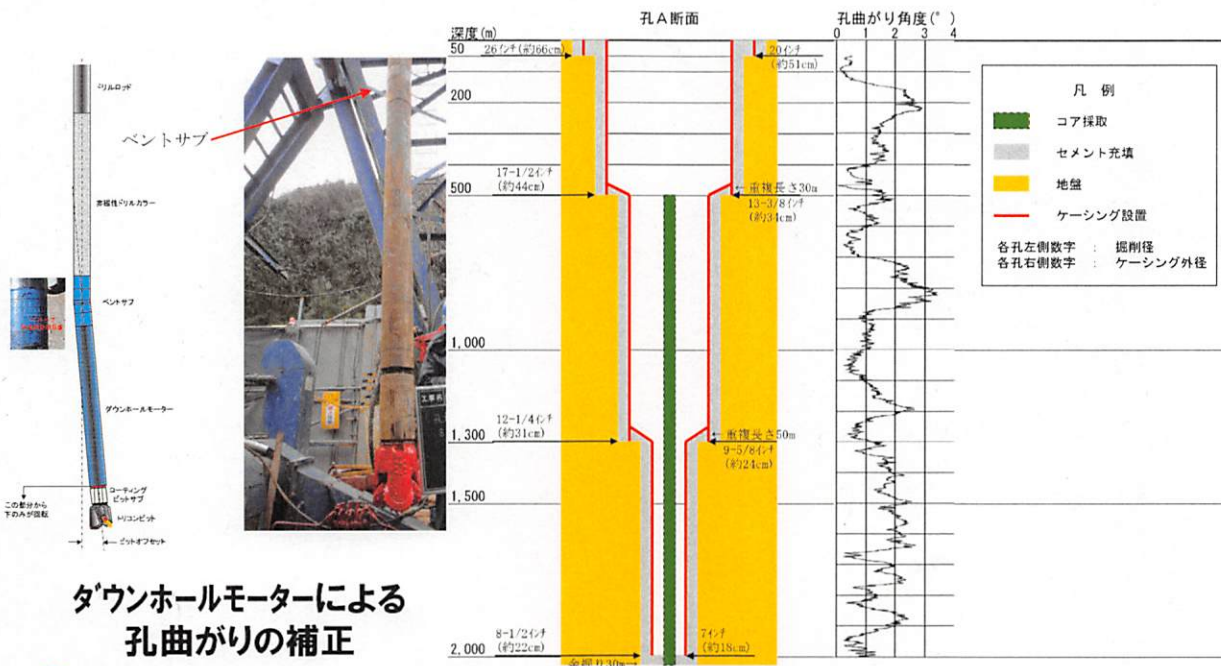 ドリルロッド
非磁性ドリルカラー
ベントサブ
ダウンホールモーター
この部分から
下のみが回転
ローティング
ビットサブ
トリコンビット
ビットオフセット
ベントサブ
ダウンホールモーターによる
孔曲がりの補正
孔A断面
深度(m)
50
26インチ(約66cm)
20インチ
(約51cm)
200
17-1/2インチ
(約44cm)
500
重複長さ30m
13-3/8インチ
(約34cm)
1,000
12-1/4インチ
(約31cm)
1,300
重複長さ50m
9-5/8インチ
(約24cm)
1,500
8-1/2インチ
(約22cm)
2,000
7インチ
(約18cm)
余掘り30m
孔曲がり角度(°)
0 1 2 3 4
凡 例
コア採取
セメント充填
地盤
ケーシング設置
各孔左側数字 : 掘削径
各孔右側数字 : ケーシング外径